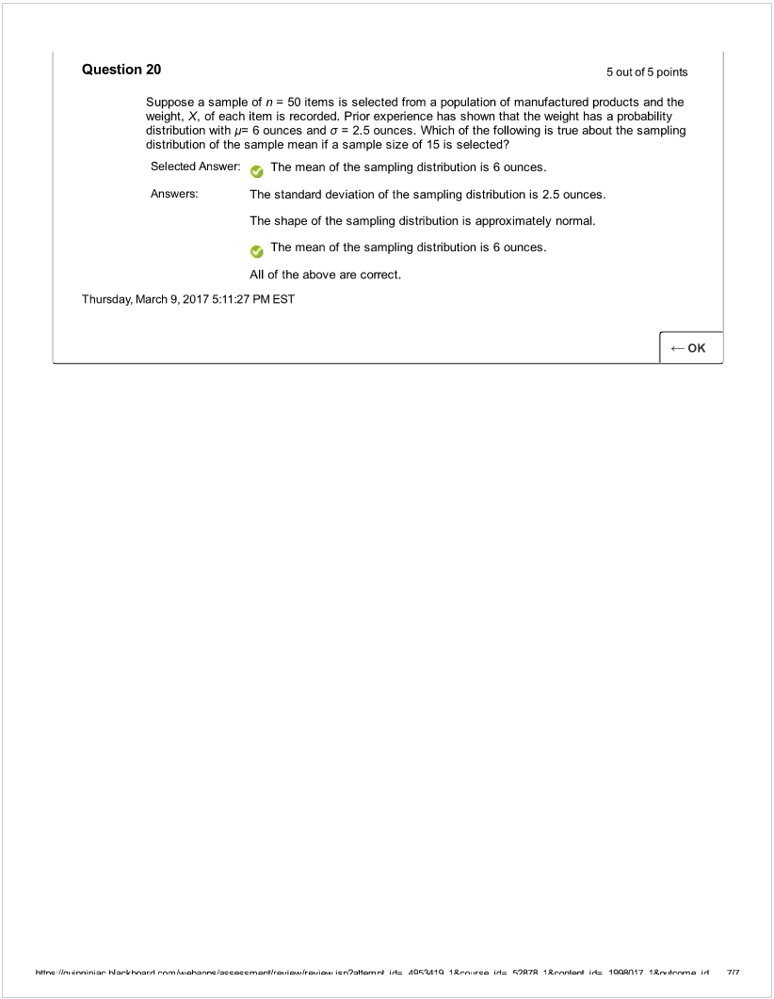 Question 20
5 out of 5 points
Suppose a sample of n = 50 items is selected from a population of manufactured products and the
weight, X, of each item is recorded. Prior experience has shown that the weight has a probability
distribution with μ= 6 ounces and σ = 2.5 ounces. Which of the following is true about the sampling
distribution of the sample mean if a sample size of 15 is selected?
Selected Answer: The mean of the sampling distribution is 6 ounces.
Answers: The standard deviation of the sampling distribution is 2.5 ounces.
The shape of the sampling distribution is approximately normal.
The mean of the sampling distribution is 6 ounces.
All of the above are correct.
Thursday, March 9, 2017 5:11:27 PM EST
← OK
https://quinnipiac.blackboard.com/webapps/assessment/review/review.jsp?attempt_id=_4953419_1&course_id=_52878_1&content_id=_1998017_1&outcome_id… 7/7